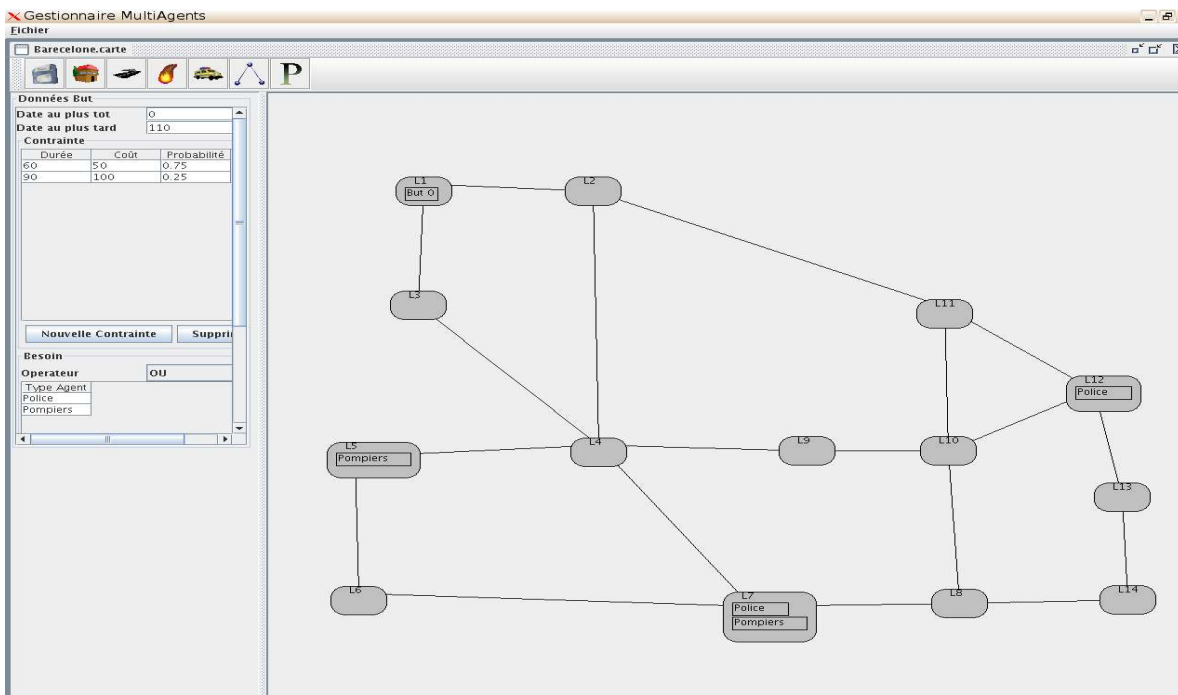 Gestionnaire MultiAgents
Fichier
Barecelone.carte
P
Données But
Date au plus tot 0
Date au plus tard 110
Contrainte
Durée Coût Probabilité
60 50 0.75
90 100 0.25
Nouvelle Contrainte Supprin
Besoin
Operateur OU
Type Agent
Police
Pompiers
L1
But 0
L2
L3
L11
L12
Police
L4
L9
L10
L5
Pompiers
L13
L6
L7
Police
Pompiers
L8
L14